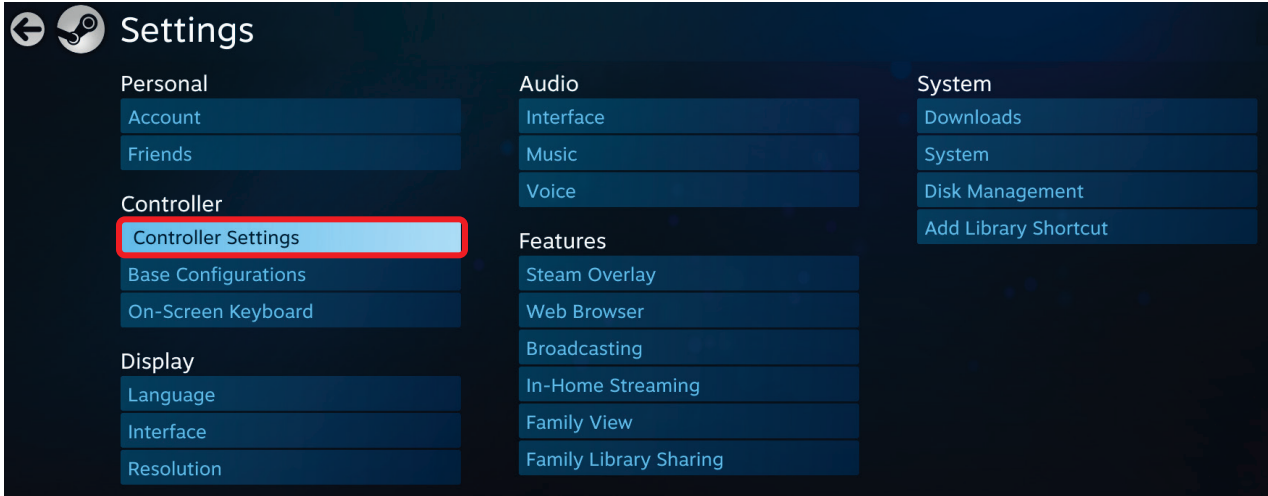 Settings
Personal
Account
Friends
Controller
Controller Settings
Base Configurations
On-Screen Keyboard
Display
Language
Interface
Resolution
Audio
Interface
Music
Voice
Features
Steam Overlay
Web Browser
Broadcasting
In-Home Streaming
Family View
Family Library Sharing
System
Downloads
System
Disk Management
Add Library Shortcut